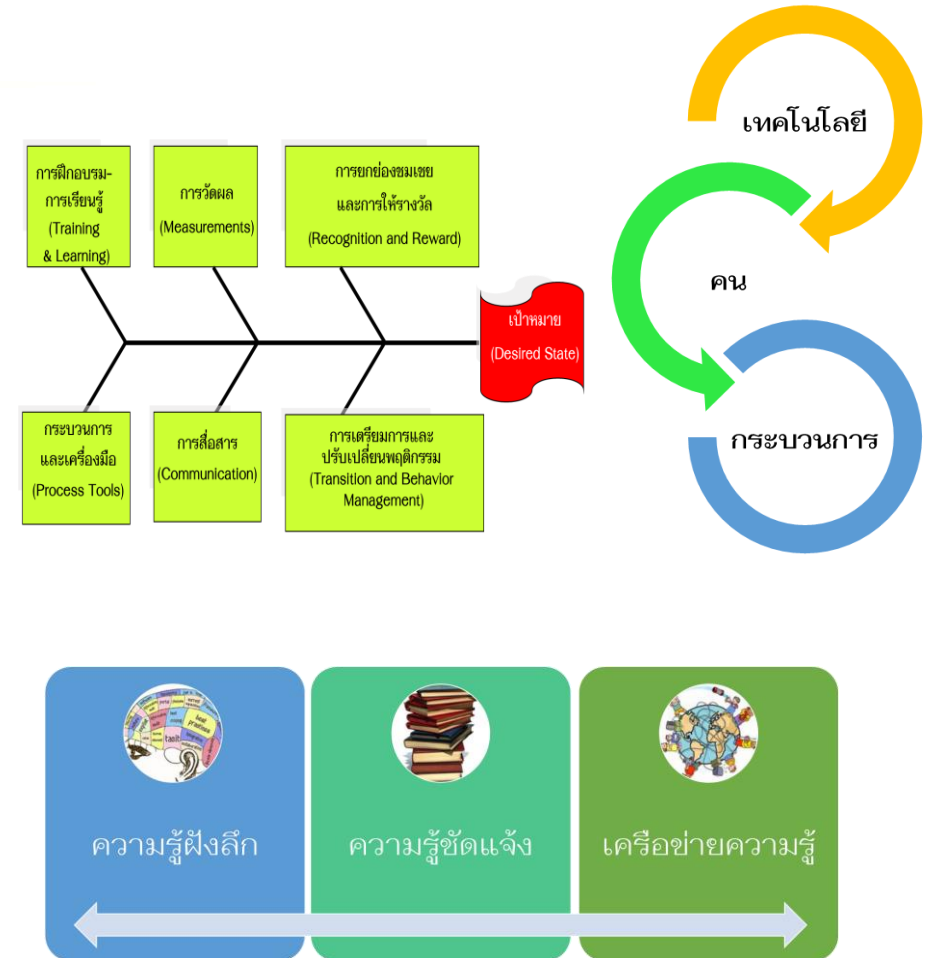 การฝึกอบรม-
การเรียนรู้
(Training
& Learning)
การวัดผล
(Measurements)
การยกย่องชมเชย
และการให้รางวัล
(Recognition and Reward)
เป้าหมาย
(Desired State)
กระบวนการ
และเครื่องมือ
(Process Tools)
การสื่อสาร
(Communication)
การเตรียมการและ
ปรับเปลี่ยนพฤติกรรม
(Transition and Behavior
Management)
เทคโนโลยี
คน
กระบวนการ
ความรู้ฝังลึก
ความรู้ชัดแจ้ง
เครือข่ายความรู้
best
practices
tacit